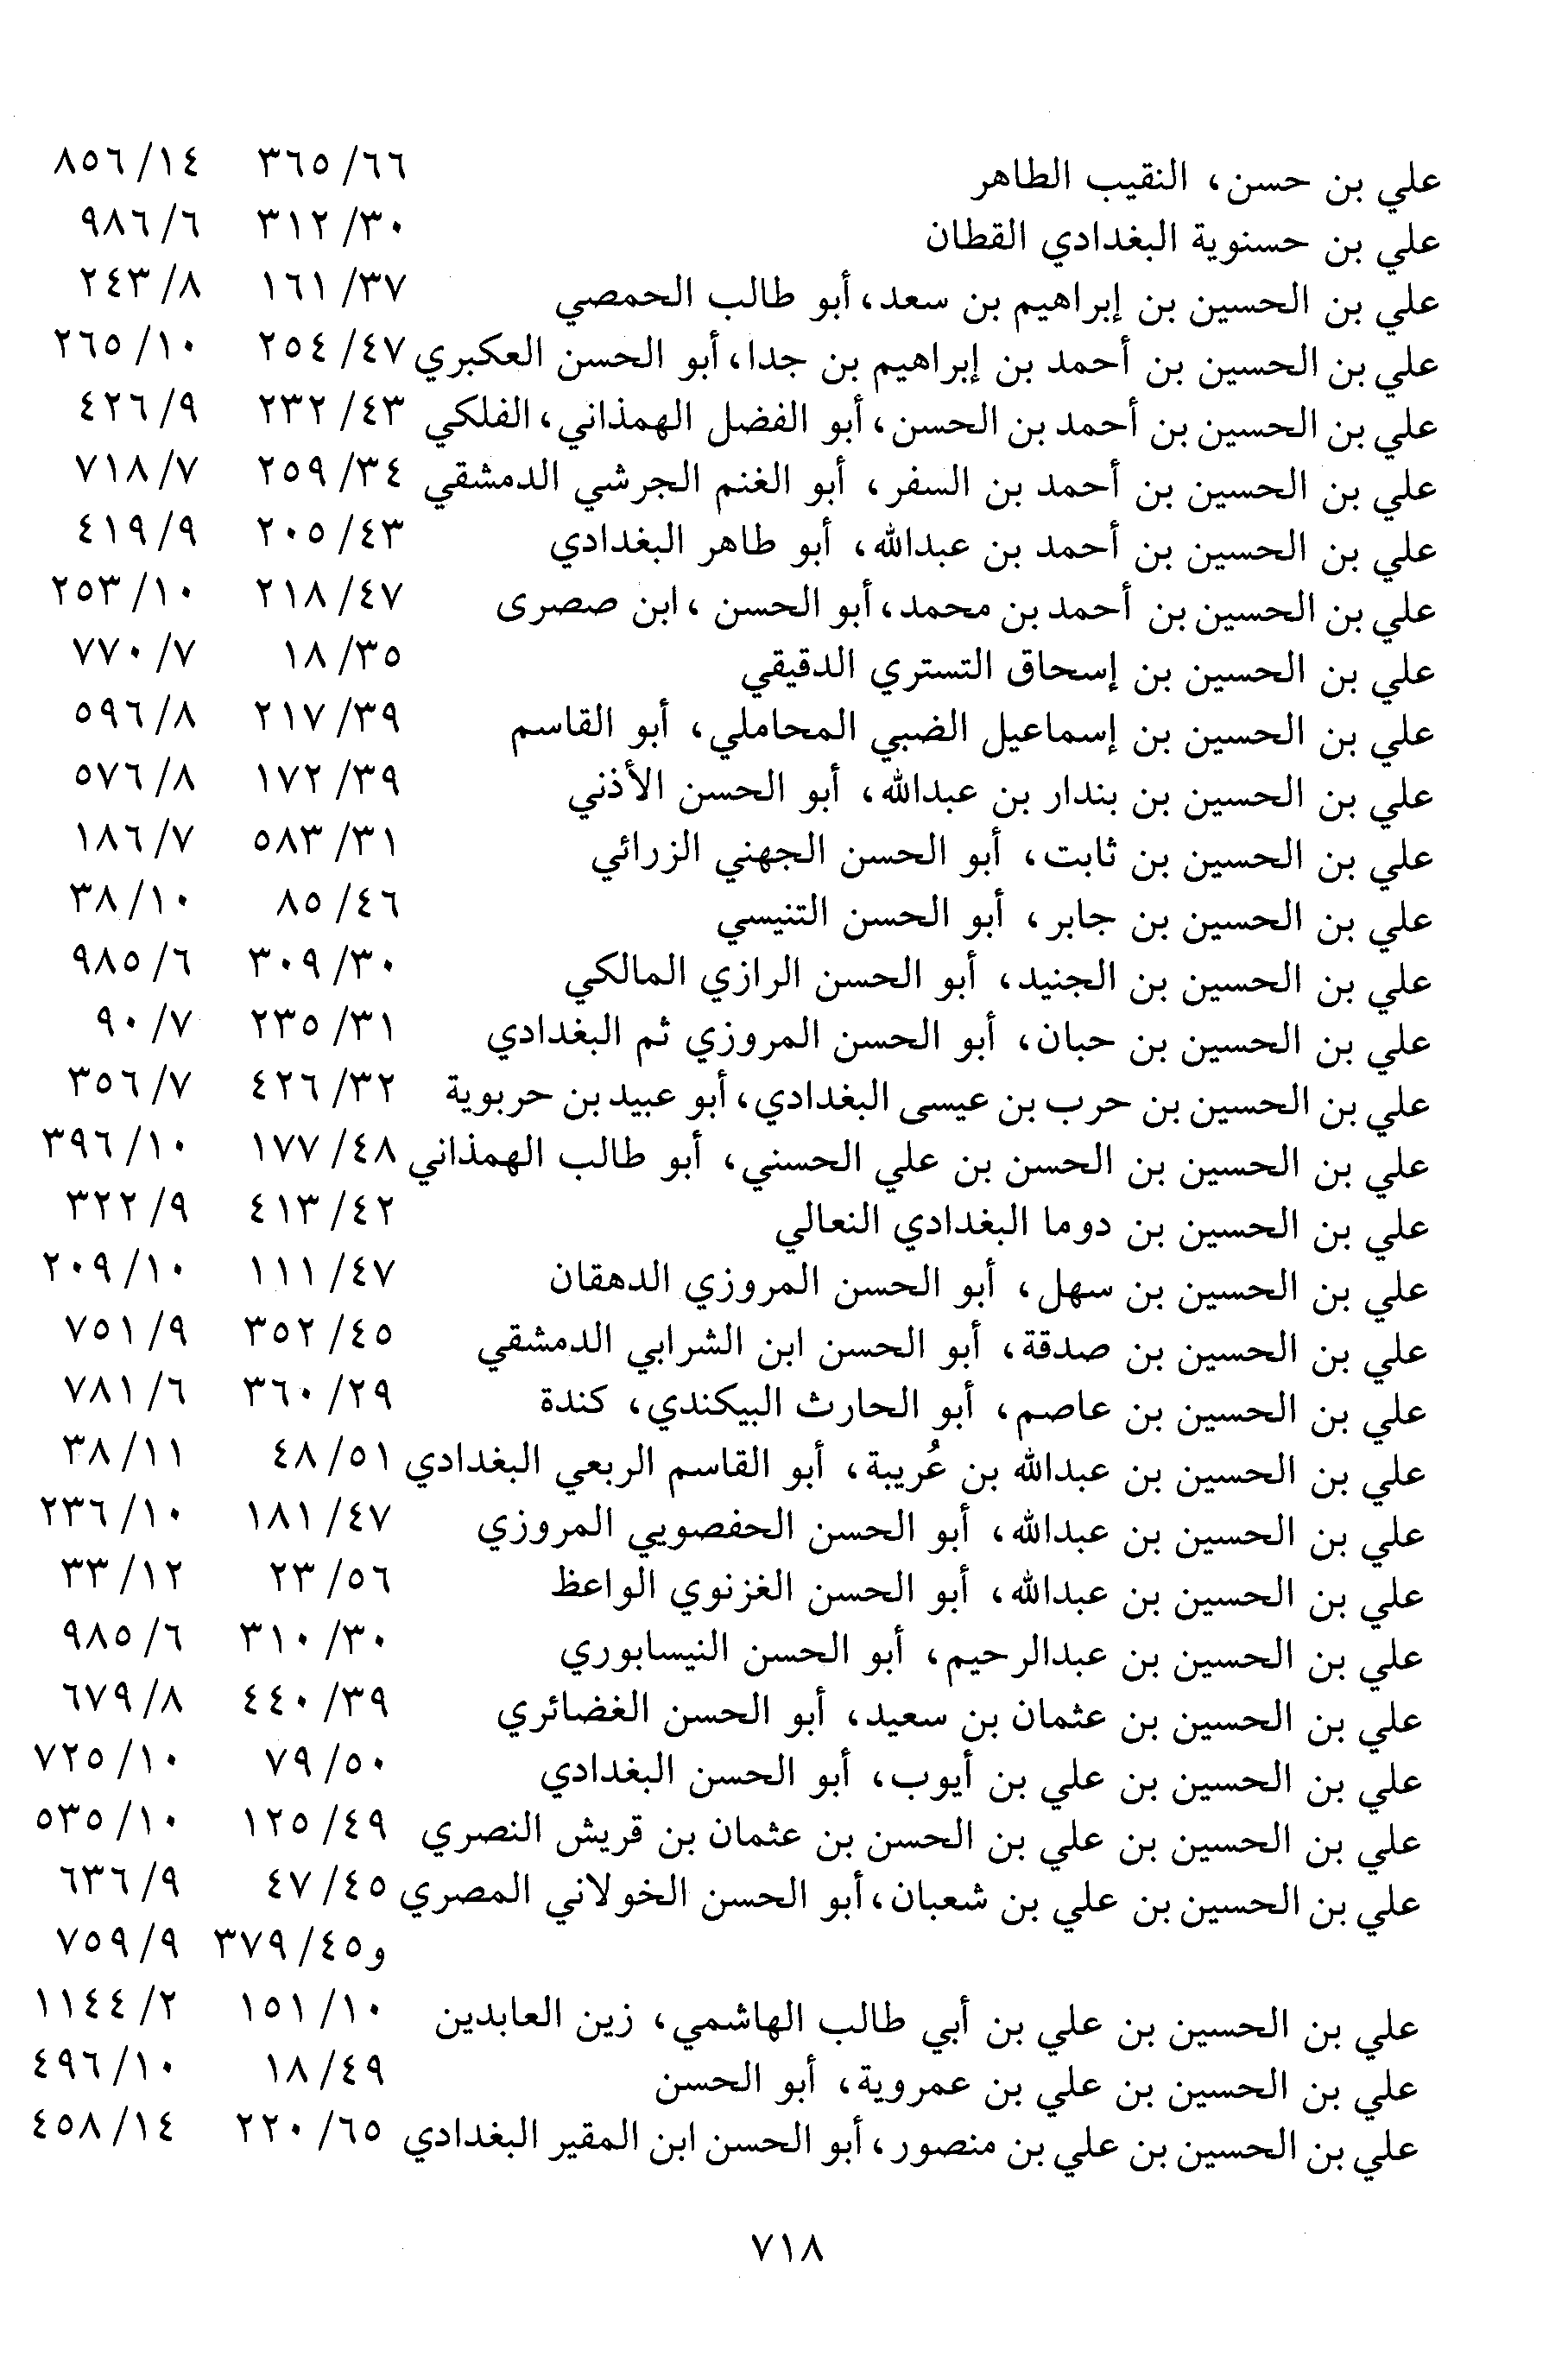 علي بن حسن، النقيب الطاهر ٦٦/ ٣٦٥ ١٤/ ٨٥٦
علي بن حسنوية البغدادي القطان ٣٠/ ٣١٢ ٦/ ٩٨٦
علي بن الحسين بن إبراهيم بن سعد، أبو طالب الحمصي ٣٧/ ١٦١ ٨/ ٢٤٣
علي بن الحسين بن أحمد بن إبراهيم بن جدا، أبو الحسن العكبري ٤٧/ ٢٥٤ ١٠/ ٢٦٥
علي بن الحسين بن أحمد بن الحسن، أبو الفضل الهمذاني، الفلكي ٤٣/ ٢٣٢ ٩/ ٤٢٦
علي بن الحسين بن أحمد بن السفر، أبو الغنم الجرشي الدمشقي ٣٤/ ٢٥٩ ٧/ ٧١٨
علي بن الحسين بن أحمد بن عبدالله، أبو طاهر البغدادي ٤٣/ ٢٠٥ ٩/ ٤١٩
علي بن الحسين بن أحمد بن محمد، أبو الحسن، ابن صصرى ٤٧/ ٢١٨ ١٠/ ٢٥٣
علي بن الحسين بن إسحاق التستري الدقيقي ٣٥/ ١٨ ٧/ ٧٧٠
علي بن الحسين بن إسماعيل الضبي المحاملي، أبو القاسم ٣٩/ ٢١٧ ٨/ ٥٩٦
علي بن الحسين بن بندار بن عبدالله، أبو الحسن الأذني ٣٩/ ١٧٢ ٨/ ٥٧٦
علي بن الحسين بن ثابت، أبو الحسن الجهني الزرائي ٣١/ ٥٨٣ ٧/ ١٨٦
علي بن الحسين بن جابر، أبو الحسن التنيسي ٤٦/ ٨٥ ١٠/ ٣٨
علي بن الحسين بن الجنيد، أبو الحسن الرازي المالكي ٣٠/ ٣٠٩ ٦/ ٩٨٥
علي بن الحسين بن حبان، أبو الحسن المروزي ثم البغدادي ٣١/ ٢٣٥ ٧/ ٩٠
علي بن الحسين بن حرب بن عيسى البغدادي، أبو عبيد بن حربوية ٣٢/ ٤٢٦ ٧/ ٣٥٦
علي بن الحسين بن الحسن بن علي الحسني، أبو طالب الهمذاني ٤٨/ ١٧٧ ١٠/ ٣٩٦
علي بن الحسين بن دوما البغدادي النعالي ٤٢/ ٤١٣ ٩/ ٣٢٢
علي بن الحسين بن سهل، أبو الحسن المروزي الدهقان ٤٧/ ١١١ ١٠/ ٢٠٩
علي بن الحسين بن صدقة، أبو الحسن ابن الشرابي الدمشقي ٤٥/ ٣٥٢ ٩/ ٧٥١
علي بن الحسين بن عاصم، أبو الحارث البيكندي، كندة ٢٩/ ٣٦٠ ٦/ ٧٨١
علي بن الحسين بن عبدالله بن عُريبة، أبو القاسم الربعي البغدادي ٥١/ ٤٨ ١١/ ٣٨
علي بن الحسين بن عبدالله، أبو الحسن الحفصويي المروزي ٤٧/ ١٨١ ١٠/ ٢٣٦
علي بن الحسين بن عبدالله، أبو الحسن الغزنوي الواعظ ٥٦/ ٢٣ ١٢/ ٣٣
علي بن الحسين بن عبدالرحيم، أبو الحسن النيسابوري ٣٠/ ٣١٠ ٦/ ٩٨٥
علي بن الحسين بن عثمان بن سعيد، أبو الحسن الغضائري ٣٩/ ٤٤٠ ٨/ ٦٧٩
علي بن الحسين بن علي بن أيوب، أبو الحسن البغدادي ٥٠/ ٧٩ ١٠/ ٧٢٥
علي بن الحسين بن علي بن الحسن بن عثمان بن قريش النصري ٤٩/ ١٢٥ ١٠/ ٥٣٥
علي بن الحسين بن علي بن شعبان، أبو الحسن الخولاني المصري ٤٥/ ٤٧ ٩/ ٦٣٦
و٤٥/ ٣٧٩ ٩/ ٧٥٩
علي بن الحسين بن علي بن أبي طالب الهاشمي، زين العابدين ١٠/ ١٥١ ٢/ ١١٤٤
علي بن الحسين بن علي بن عمروية، أبو الحسن ٤٩/ ١٨ ١٠/ ٤٩٦
علي بن الحسين بن علي بن منصور، أبو الحسن ابن المقير البغدادي ٦٥/ ٢٢٠ ١٤/ ٤٥٨
٧١٨